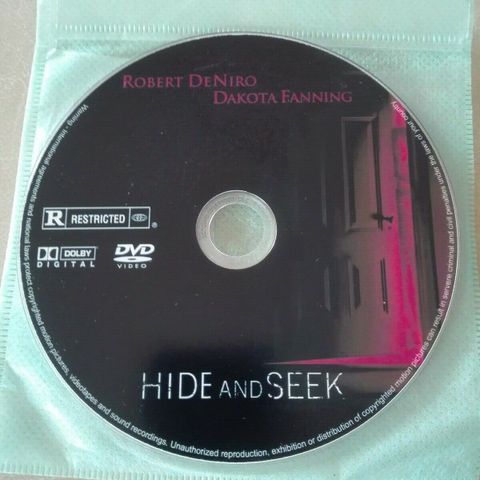 ROBERT DENIRO
DAKOTA FANNING
R RESTRICTED ®
DOLBY
DIGITAL
DVD
VIDEO
HIDE AND SEEK
Warning - International agreements and national laws protect copyrighted motion pictures, videotapes and sound recordings. Unauthorized reproduction, exhibition or distribution of copyrighted motion pictures can result in servere criminal and civil penalties under the laws of your country